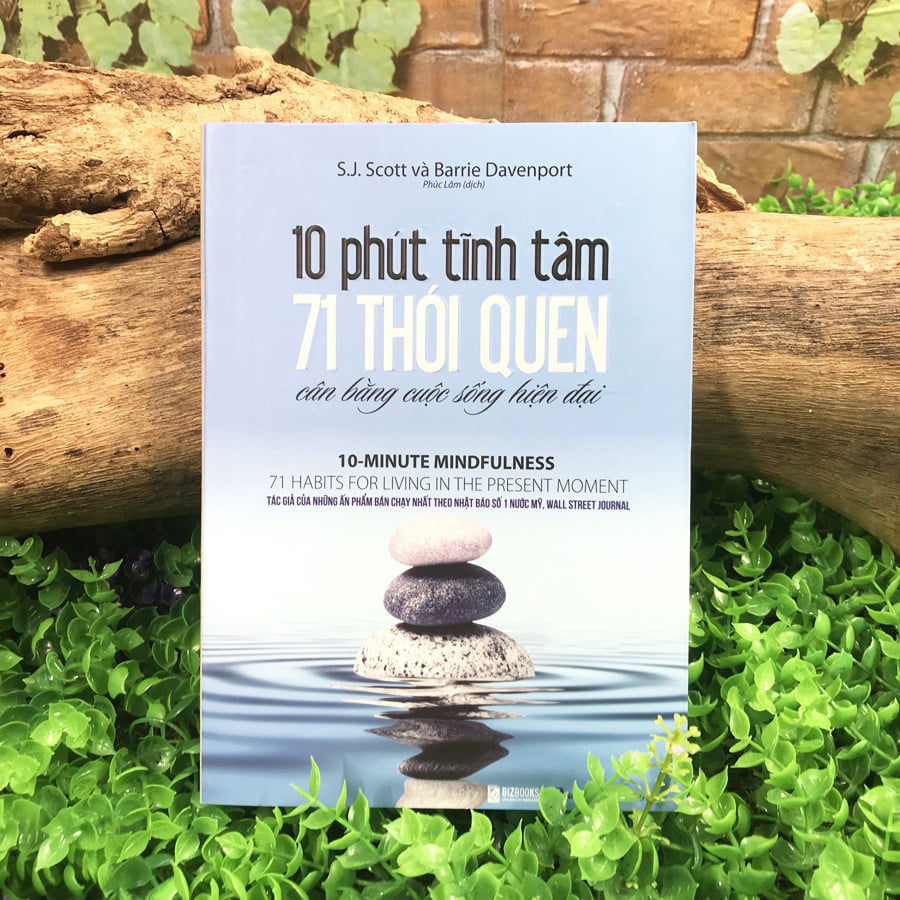 S.J. Scott và Barrie Davenport
Phúc Lâm (dịch)
10 phút tĩnh tâm
71 THÓI QUEN
cân bằng cuộc sống hiện đại
10-MINUTE MINDFULNESS
71 HABITS FOR LIVING IN THE PRESENT MOMENT
TÁC GIẢ CỦA NHỮNG ẤN PHẨM BÁN CHẠY NHẤT THEO NHẬT BÁO SỐ 1 NƯỚC MỸ, WALL STREET JOURNAL
BIZBOOKS